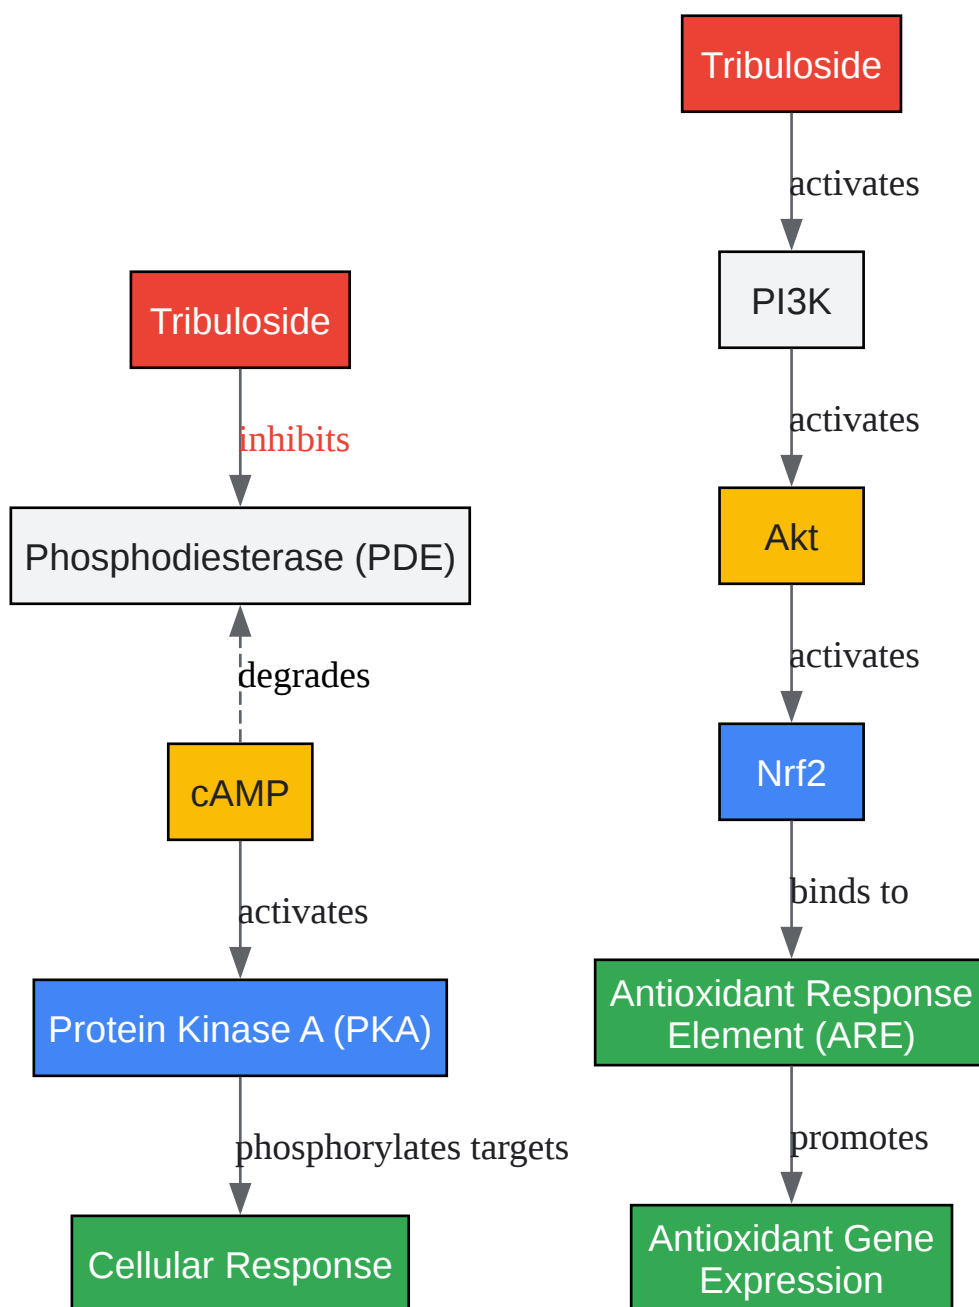 Tribuloside
inhibits
Phosphodiesterase (PDE)
degrades
cAMP
activates
Protein Kinase A (PKA)
phosphorylates targets
Cellular Response
Tribuloside
activates
PI3K
activates
Akt
activates
Nrf2
binds to
Antioxidant Response
Element (ARE)
promotes
Antioxidant Gene
Expression